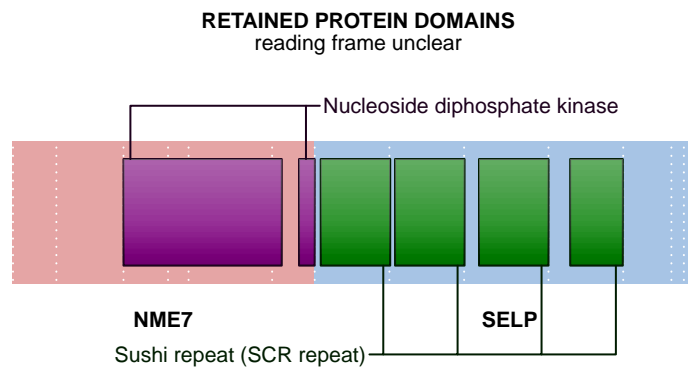 RETAINED PROTEIN DOMAINS
reading frame unclear
Nucleoside diphosphate kinase
NME7
SELP
Sushi repeat (SCR repeat)